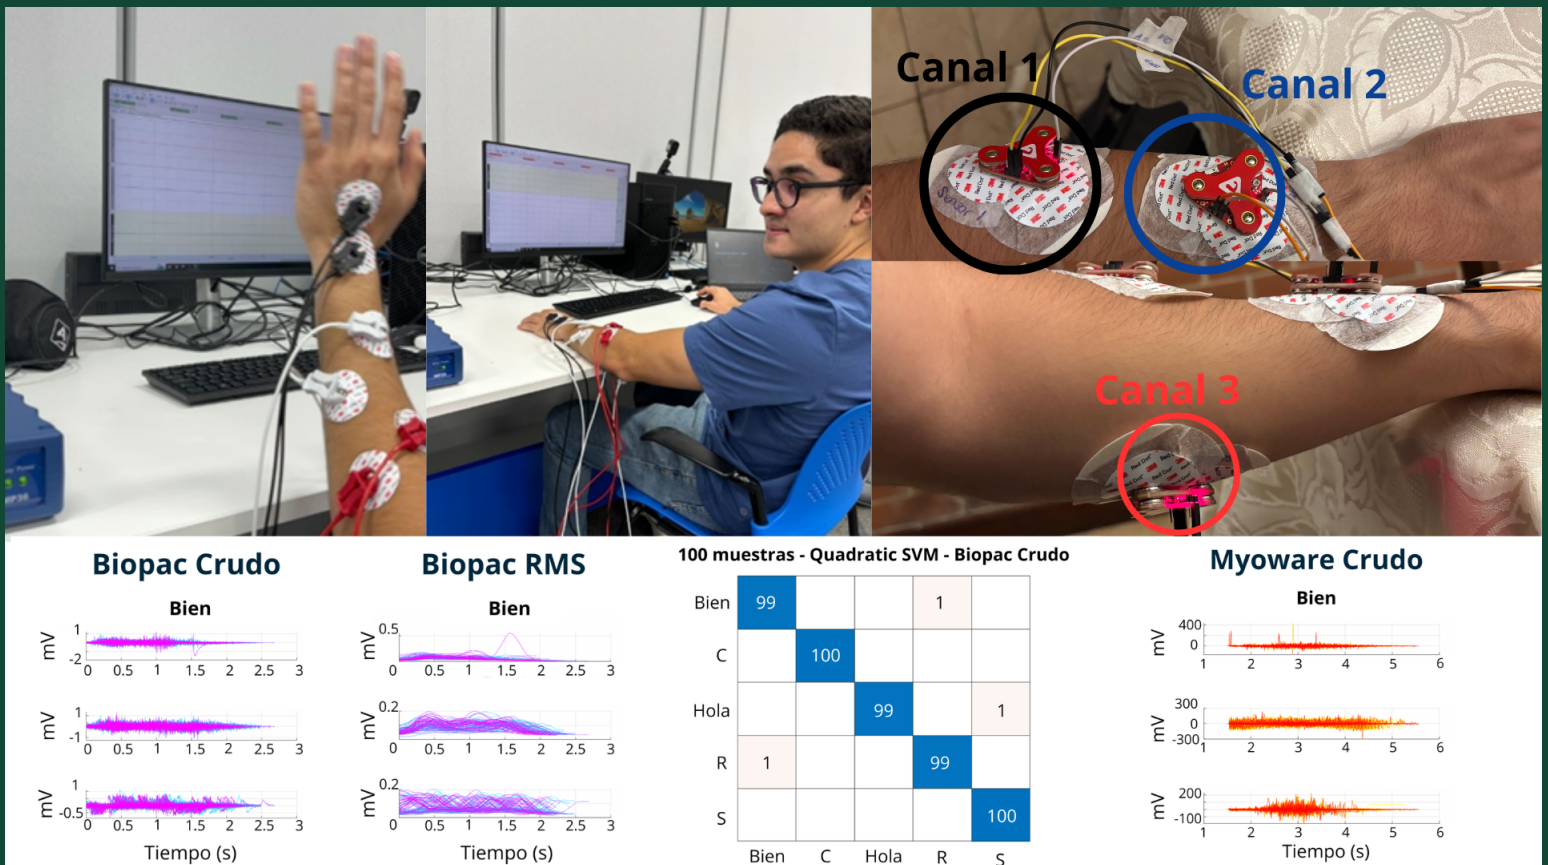 Canal 1
Canal 2
Canal 3
Red Dot
3M
Biopac Crudo
Bien
mV
1
-2
0 0.5 1 1.5 2 2.5 3
mV
1
-1
0 0.5 1 1.5 2 2.5 3
mV
1
-0.5
0 0.5 1 1.5 2 2.5 3
Tiempo (s)
Biopac RMS
Bien
mV
0.5
0 0.5 1 1.5 2 2.5 3
mV
0.2
0 0.5 1 1.5 2 2.5 3
mV
0.2
0 0.5 1 1.5 2 2.5 3
Tiempo (s)
100 muestras - Quadratic SVM - Biopac Crudo
Bien 99 1
C 100
Hola 99 1
R 1 99
S 100
Bien C Hola R S
Myoware Crudo
Bien
mV
400
0
1 2 3 4 5 6
mV
300
0
-300
1 2 3 4 5 6
mV
200
-100
1 2 3 4 5 6
Tiempo (s)